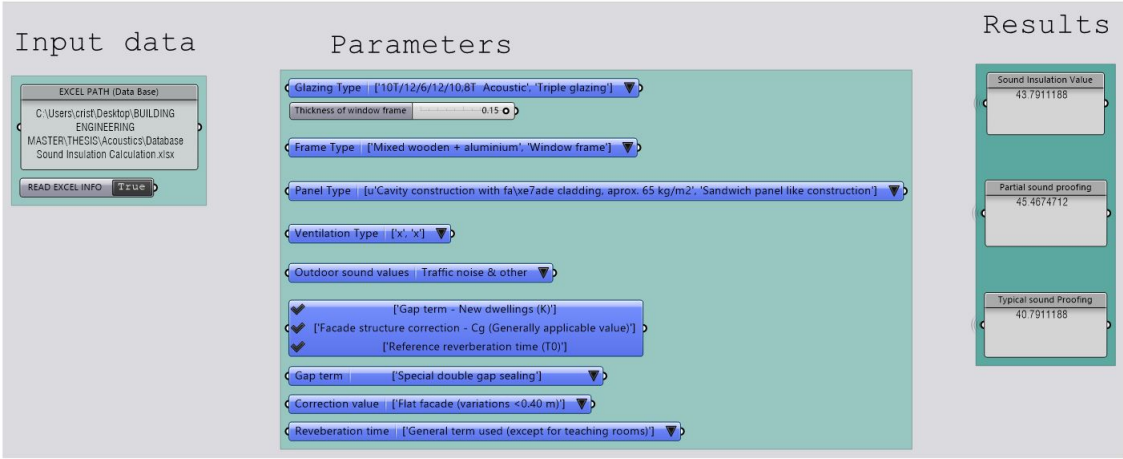 Input data
EXCEL PATH (Data Base)
C:\Users\crist\Desktop\BUILDING
ENGINEERING
MASTER\THESIS\Acoustics\Database
Sound Insulation Calculation.xlsx
READ EXCEL INFO True
Parameters
Glazing Type ['10T/12/6/12/10.8T Acoustic', 'Triple glazing']
Thickness of window frame 0.15
Frame Type ['Mixed wooden + aluminium', 'Window frame']
Panel Type [u'Cavity construction with fa\xe7ade cladding, aprox. 65 kg/m2', 'Sandwich panel like construction']
Ventilation Type ['x', 'x']
Outdoor sound values Traffic noise & other
['Gap term - New dwellings (K)']
['Facade structure correction - Cg (Generally applicable value)']
['Reference reverberation time (T0)']
Gap term ['Special double gap sealing']
Correction value ['Flat facade (variations <0.40 m)']
Reveberation time ['General term used (except for teaching rooms)']
Results
Sound Insulation Value
43.7911188
Partial sound proofing
45.4674712
Typical sound Proofing
40.7911188